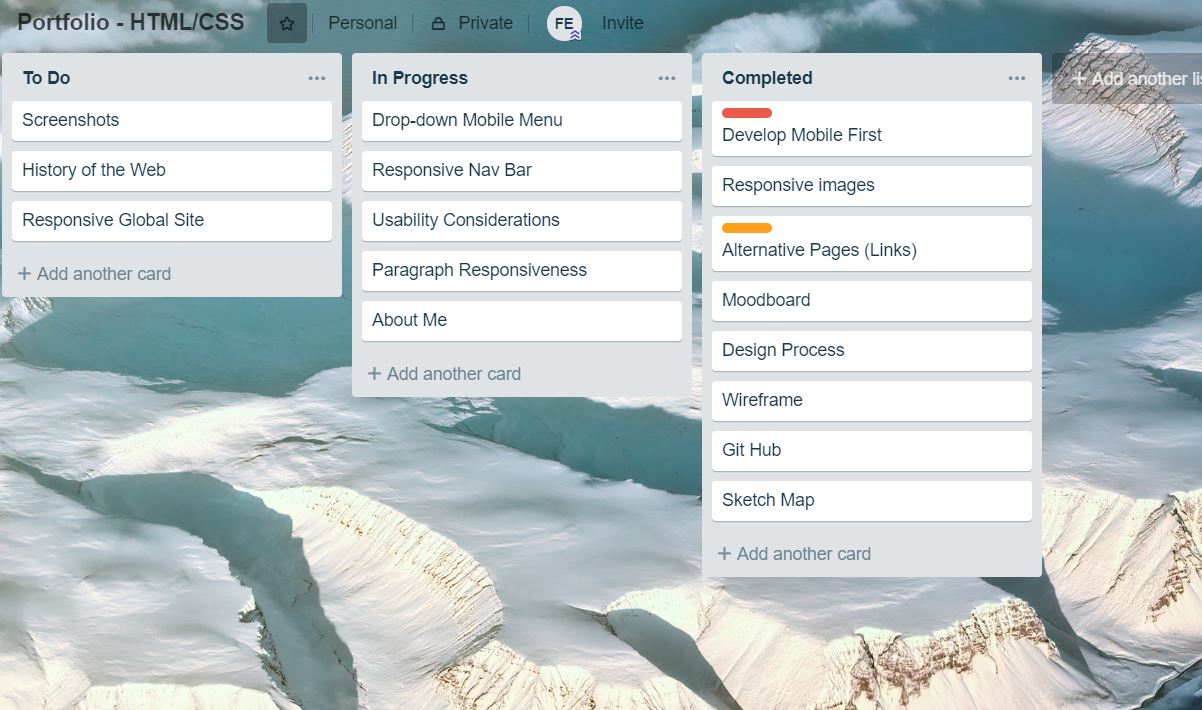 Portfolio - HTML/CSS
Personal
Private
FE
Invite
To Do
Screenshots
History of the Web
Responsive Global Site
+ Add another card
In Progress
Drop-down Mobile Menu
Responsive Nav Bar
Usability Considerations
Paragraph Responsiveness
About Me
+ Add another card
Completed
Develop Mobile First
Responsive images
Alternative Pages (Links)
Moodboard
Design Process
Wireframe
Git Hub
Sketch Map
+ Add another card
+ Add another lis